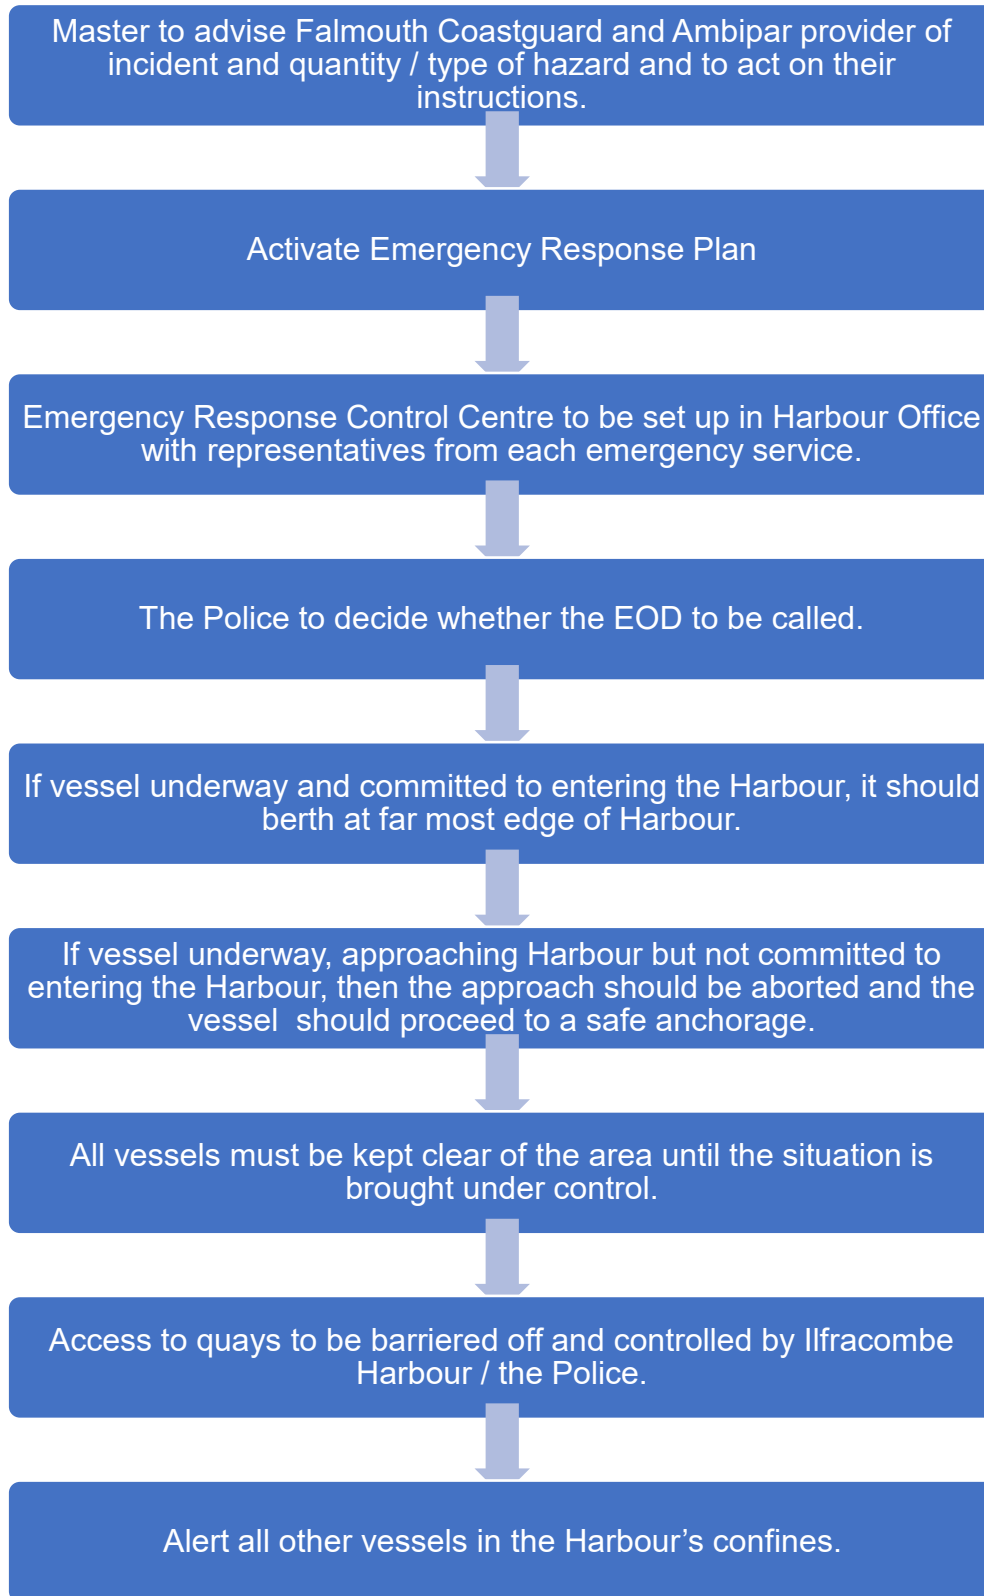 Master to advise Falmouth Coastguard and Ambipar provider of
incident and quantity / type of hazard and to act on their
instructions.
Activate Emergency Response Plan
Emergency Response Control Centre to be set up in Harbour Office
with representatives from each emergency service.
The Police to decide whether the EOD to be called.
If vessel underway and committed to entering the Harbour, it should
berth at far most edge of Harbour.
If vessel underway, approaching Harbour but not committed to
entering the Harbour, then the approach should be aborted and the
vessel  should proceed to a safe anchorage.
All vessels must be kept clear of the area until the situation is
brought under control.
Access to quays to be barriered off and controlled by Ilfracombe
Harbour / the Police.
Alert all other vessels in the Harbour’s confines.